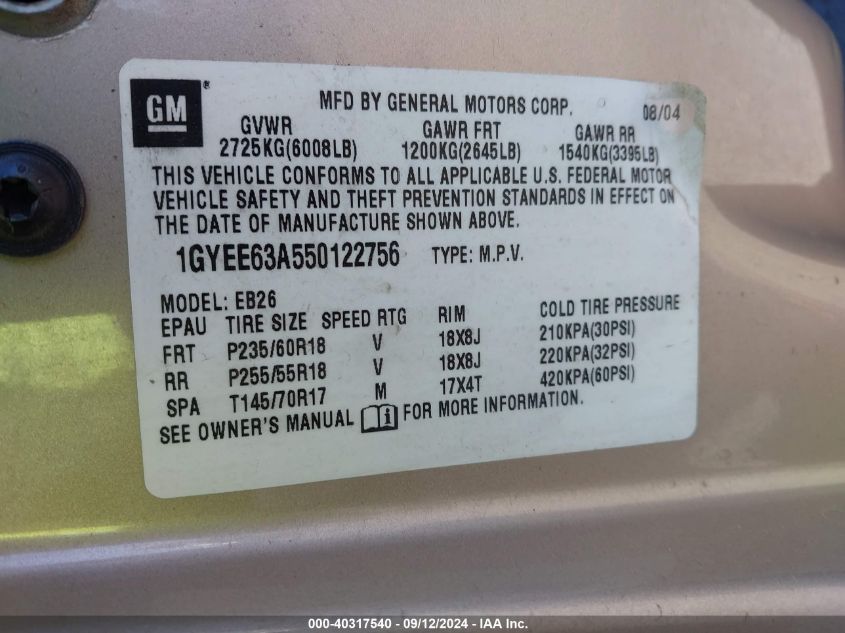 GM
MFD BY GENERAL MOTORS CORP. 08/04
GVWR GAWR FRT GAWR RR
2725KG(6008LB) 1200KG(2645LB) 1540KG(3395LB)
THIS VEHICLE CONFORMS TO ALL APPLICABLE U.S. FEDERAL MOTOR
VEHICLE SAFETY AND THEFT PREVENTION STANDARDS IN EFFECT ON
THE DATE OF MANUFACTURE SHOWN ABOVE.
1GYEE63A550122756 TYPE: M.P.V.
MODEL: EB26
EPAU TIRE SIZE SPEED RTG RIM COLD TIRE PRESSURE
FRT P235/60R18 V 18X8J 210KPA(30PSI)
RR P255/55R18 V 18X8J 220KPA(32PSI)
SPA T145/70R17 M 17X4T 420KPA(60PSI)
SEE OWNER'S MANUAL FOR MORE INFORMATION.
000-40317540 - 09/12/2024 - IAA Inc.